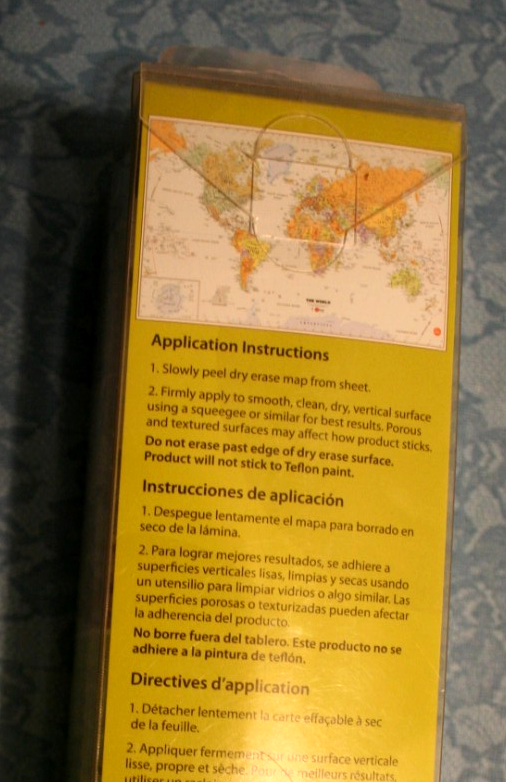 THE WORLD
Application Instructions
1. Slowly peel dry erase map from sheet.
2. Firmly apply to smooth, clean, dry, vertical surface
using a squeegee or similar for best results. Porous
and textured surfaces may affect how product sticks.
Do not erase past edge of dry erase surface.
Product will not stick to Teflon paint.
Instrucciones de aplicación
1. Despegue lentamente el mapa para borrado en
seco de la lámina.
2. Para lograr mejores resultados, se adhiere a
superficies verticales lisas, limpias y secas usando
un utensilio para limpiar vidrios o algo similar. Las
superficies porosas o texturizadas pueden afectar
la adherencia del producto.
No borre fuera del tablero. Este producto no se
adhiere a la pintura de teflón.
Directives d'application
1. Détacher lentement la carte effaçable à sec
de la feuille.
2. Appliquer fermement sur une surface verticale
lisse, propre et sèche. Pour de meilleurs résultats,
utiliser un